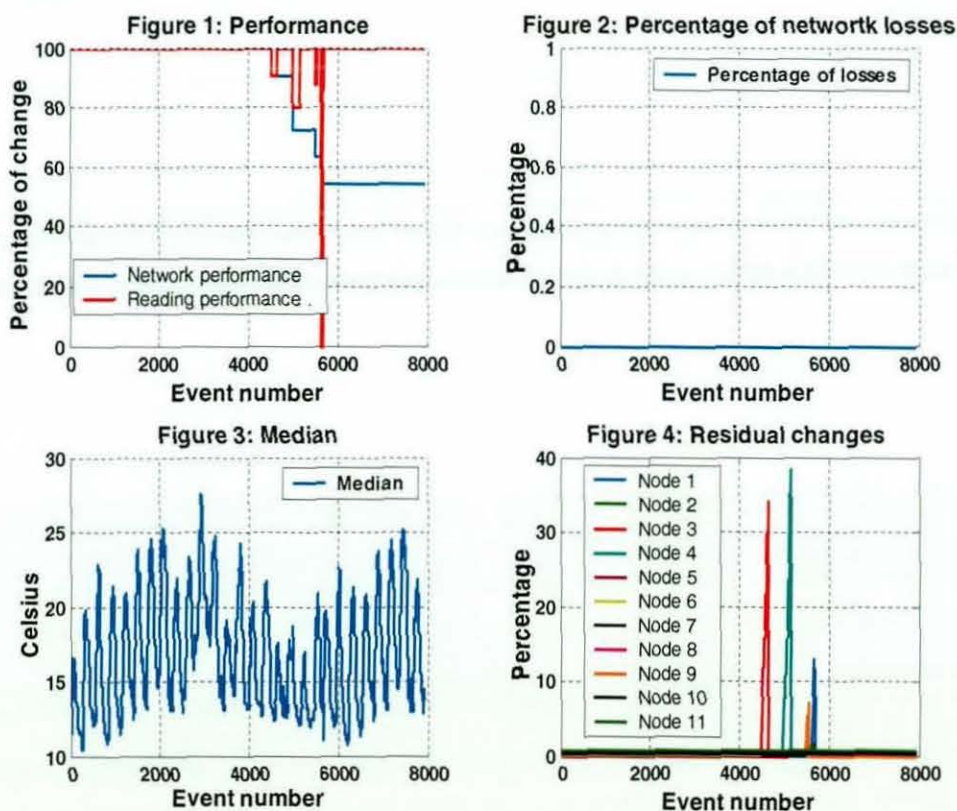 Figure 1: Performance
Percentage of change
100
80
60
40
20
0
Network performance
Reading performance .
0 2000 4000 6000 8000
Event number
Figure 2: Percentage of networtk losses
Percentage
1
0.8
0.6
0.4
0.2
0
Percentage of losses
0 2000 4000 6000 8000
Event number
Figure 3: Median
Celsius
30
25
20
15
10
Median
0 2000 4000 6000 8000
Event number
Figure 4: Residual changes
Percentage
40
30
20
10
0
Node 1
Node 2
Node 3
Node 4
Node 5
Node 6
Node 7
Node 8
Node 9
Node 10
Node 11
0 2000 4000 6000 8000
Event number